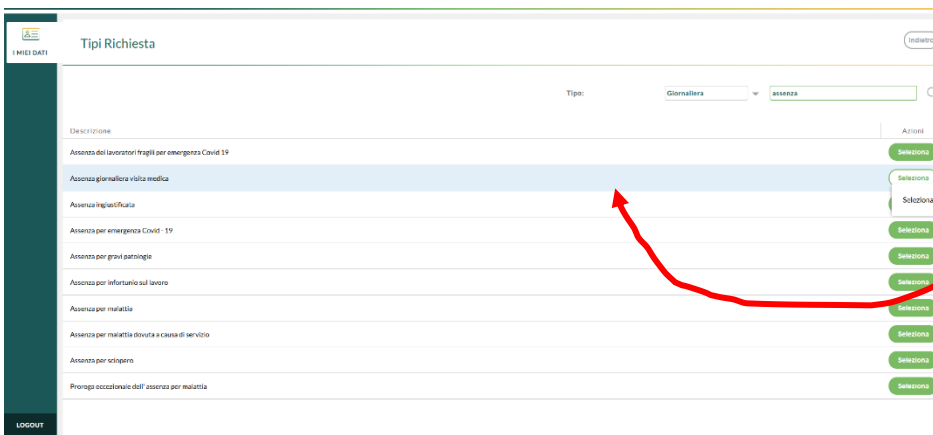 I MIEI DATI
Tipi Richiesta
Indietro
Tipo: Giornaliera assenza
Descrizione Azioni
Assenza dei lavoratori fragili per emergenza Covid 19 Seleziona
Assenza giornaliera visita medica Seleziona
Seleziona
Assenza ingiustificata
Assenza per emergenza Covid - 19 Seleziona
Assenza per gravi patologie Seleziona
Assenza per infortunio sul lavoro Seleziona
Assenza per malattia Seleziona
Assenza per malattia dovuta a causa di servizio Seleziona
Assenza per sciopero Seleziona
Proroga eccezionale dell' assenza per malattia Seleziona
LOGOUT